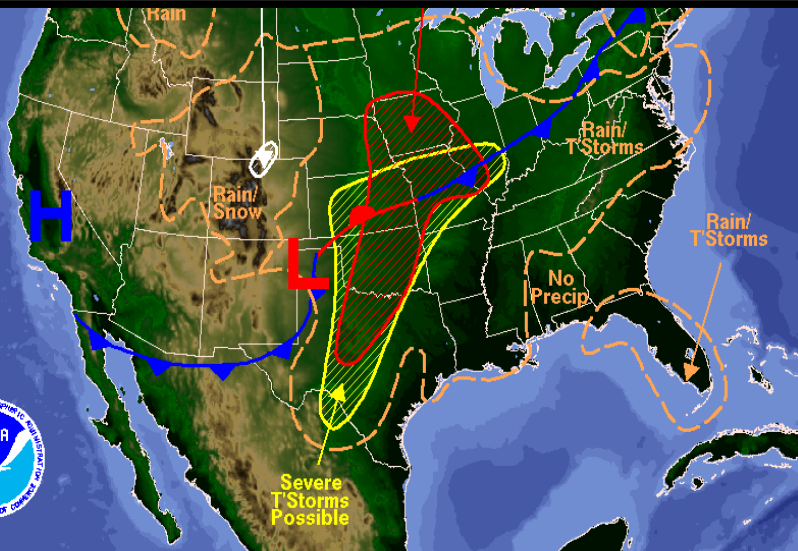 Rain
Rain/
T'Storms
Rain/
Snow
H
Rain/
T'Storms
L
No
Precip
A
Severe
T'Storms
Possible